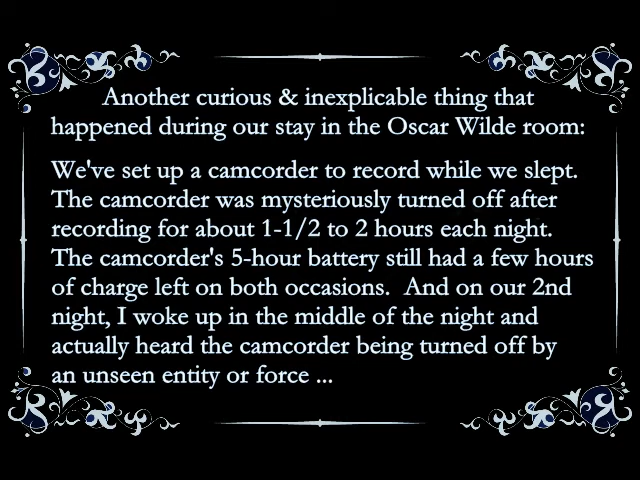 Another curious & inexplicable thing that
happened during our stay in the Oscar Wilde room:
We've set up a camcorder to record while we slept.
The camcorder was mysteriously turned off after
recording for about 1-1/2 to 2 hours each night.
The camcorder's 5-hour battery still had a few hours
of charge left on both occasions.  And on our 2nd
night, I woke up in the middle of the night and
actually heard the camcorder being turned off by
an unseen entity or force ...